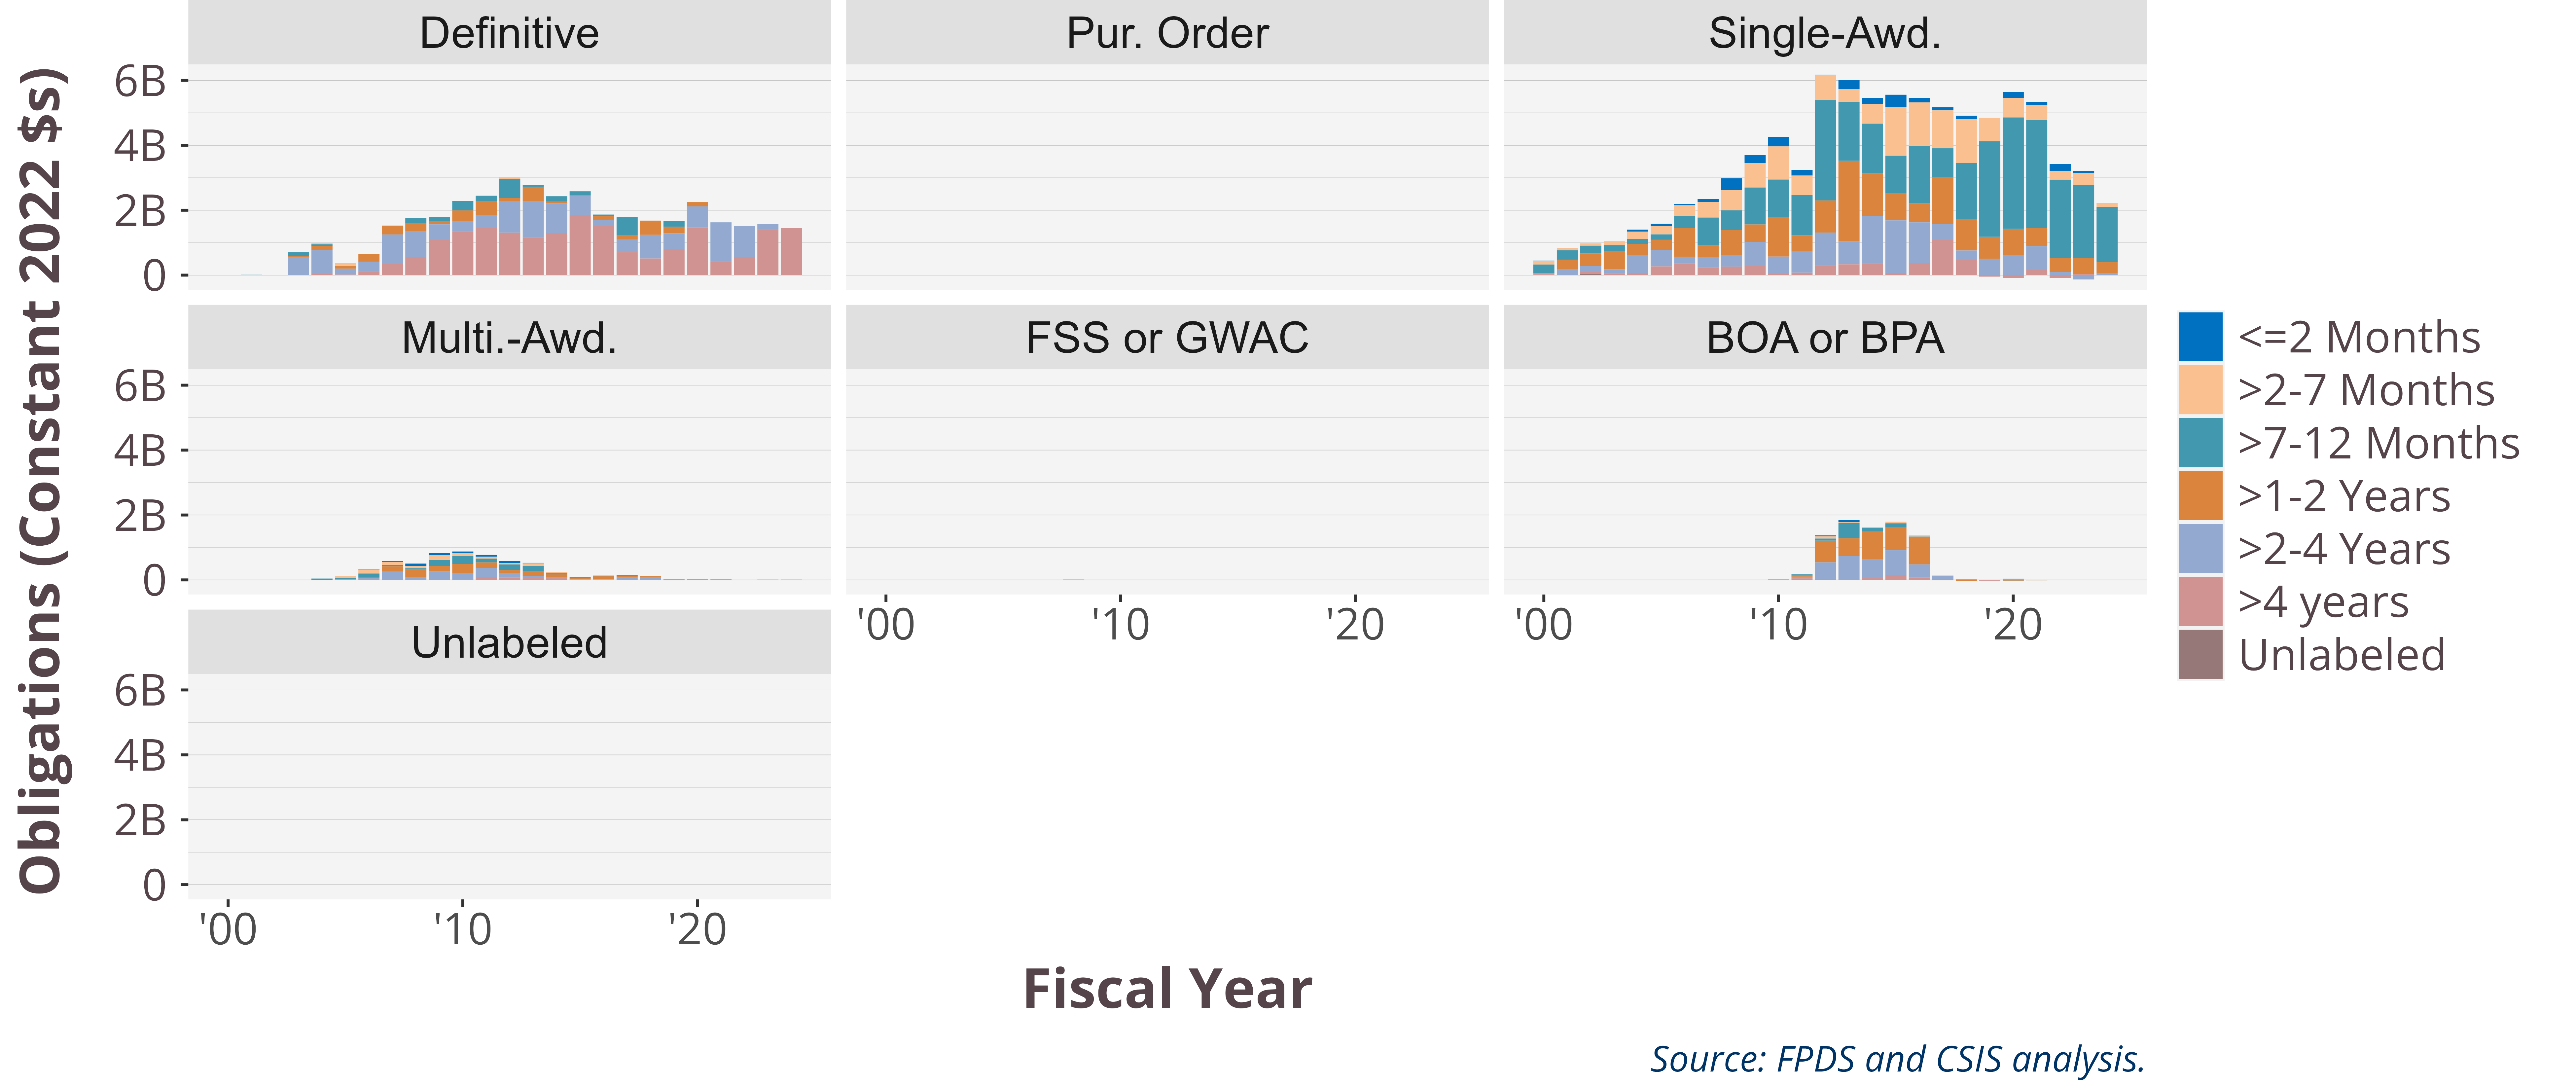 Definitive
Pur. Order
Single-Awd.
6B
4B
2B
0
Multi.-Awd.
FSS or GWAC
BOA or BPA
6B
4B
2B
0
'00
'10
'20
'00
'10
'20
Unlabeled
6B
4B
2B
0
'00
'10
'20
Obligations (Constant 2022 $s)
Fiscal Year
<=2 Months
>2-7 Months
>7-12 Months
>1-2 Years
>2-4 Years
>4 years
Unlabeled
Source: FPDS and CSIS analysis.